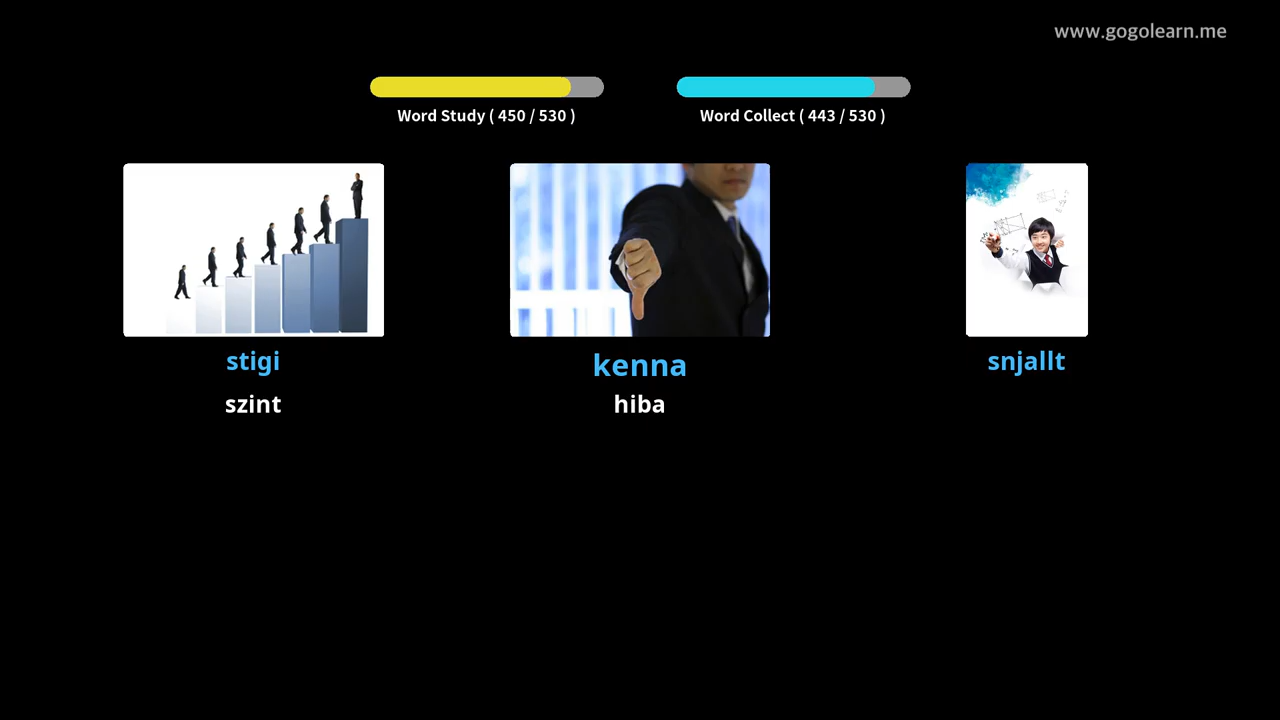 www.gogolearn.me
Word Study ( 450 / 530 )
Word Collect ( 443 / 530 )
stigi
kenna
snjallt
szint
hiba